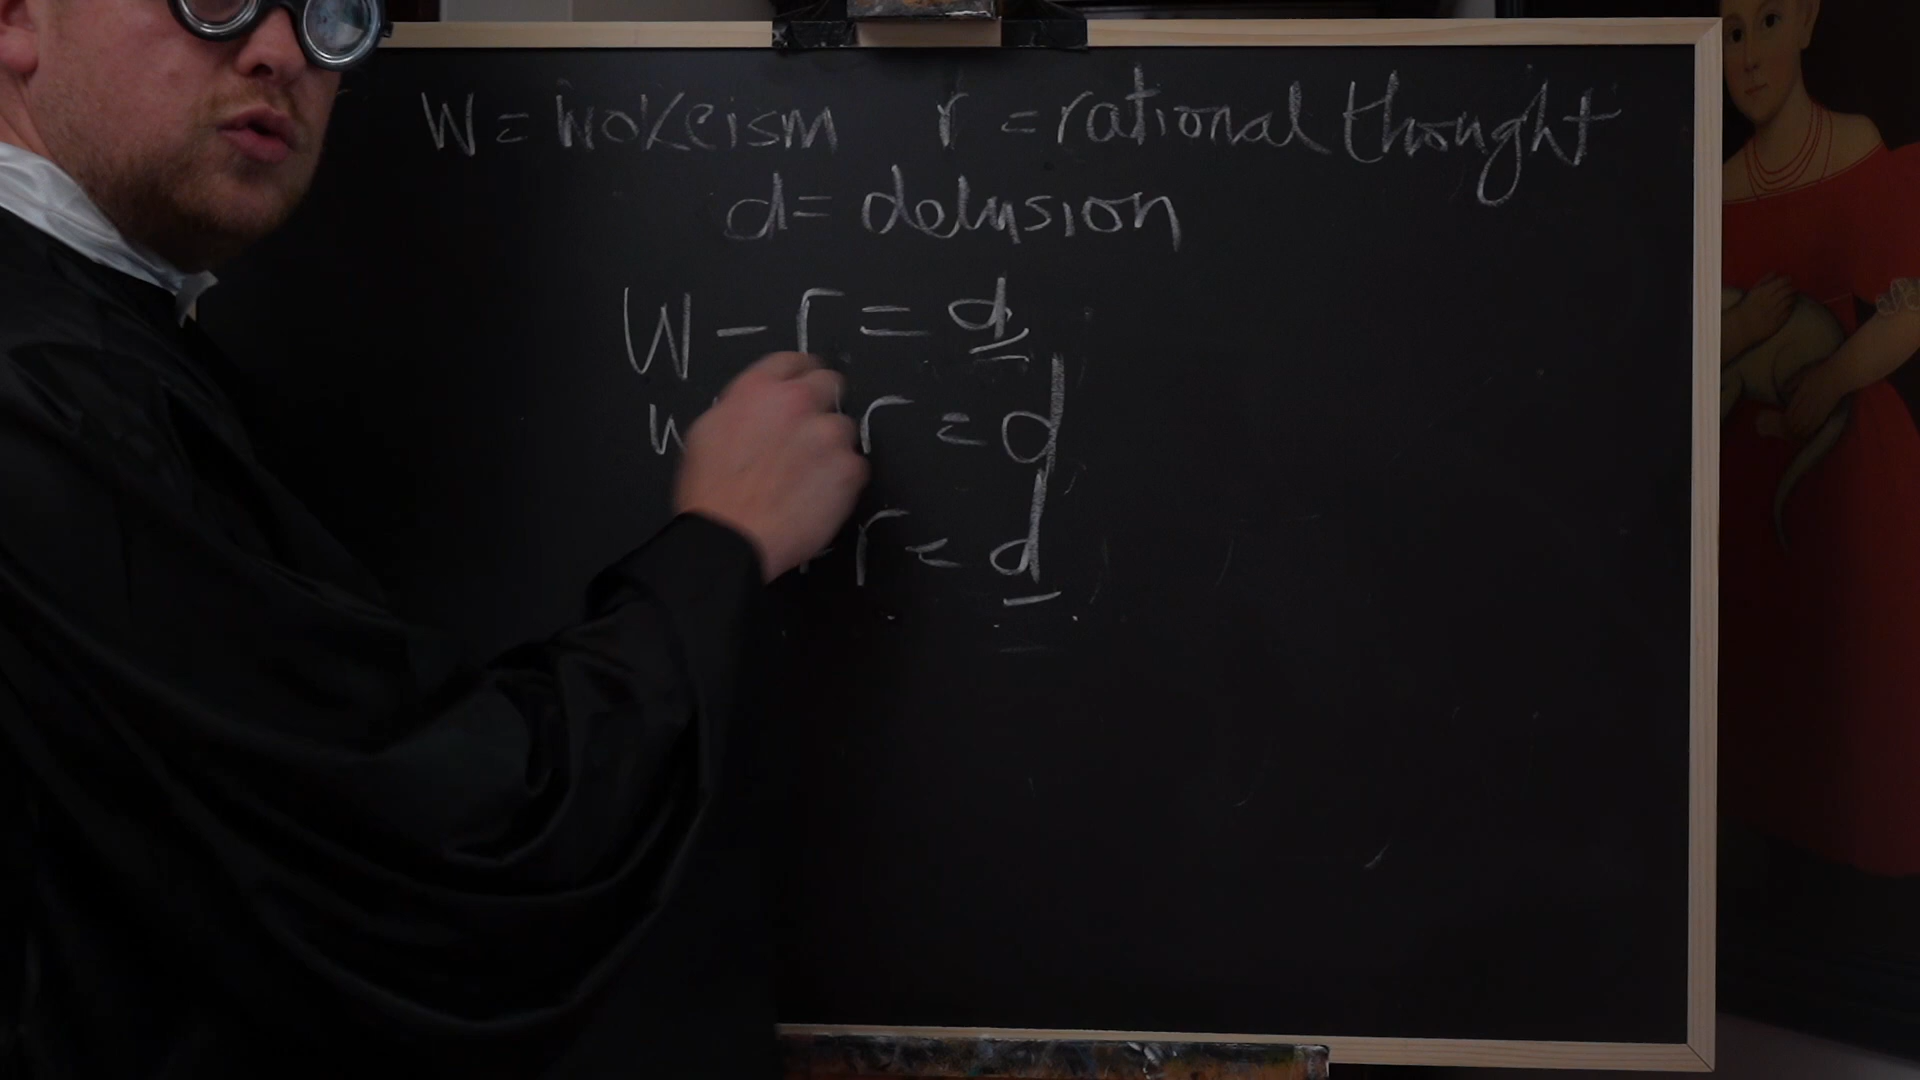 W = wokeism r = rational thought
d = delusion
W - r = d
w r = d
r = d